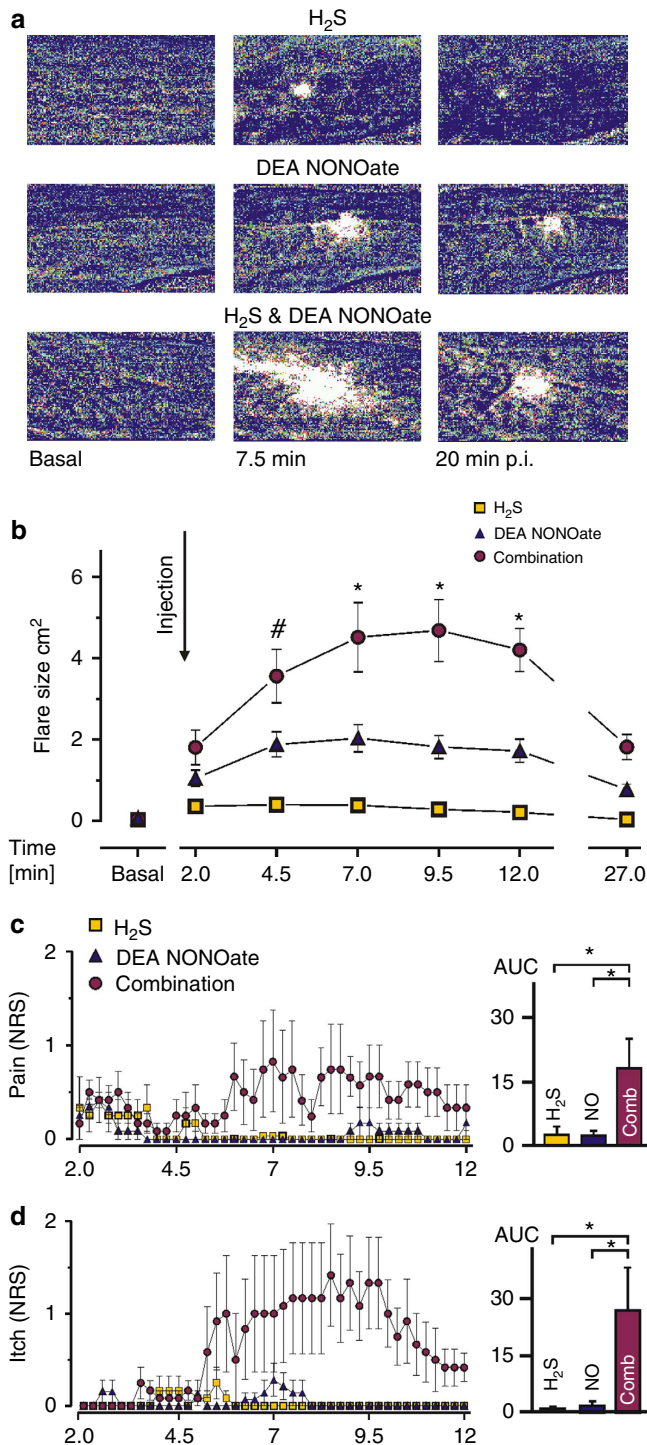 a
H₂S
DEA NONOate
H₂S & DEA NONOate
Basal 7.5 min 20 min p.i.
b
H₂S
DEA NONOate
Combination
Injection
# * * *
Flare size cm²
6
4
2
0
Time [min]
Basal 2.0 4.5 7.0 9.5 12.0 27.0
c
H₂S
DEA NONOate
Combination
Pain (NRS)
2
1
0
2.0 4.5 7 9.5 12
AUC
*
*
30
15
0
H₂S NO Comb
d
Itch (NRS)
2
1
0
2.0 4.5 7 9.5 12
AUC
*
*
30
15
0
H₂S NO Comb